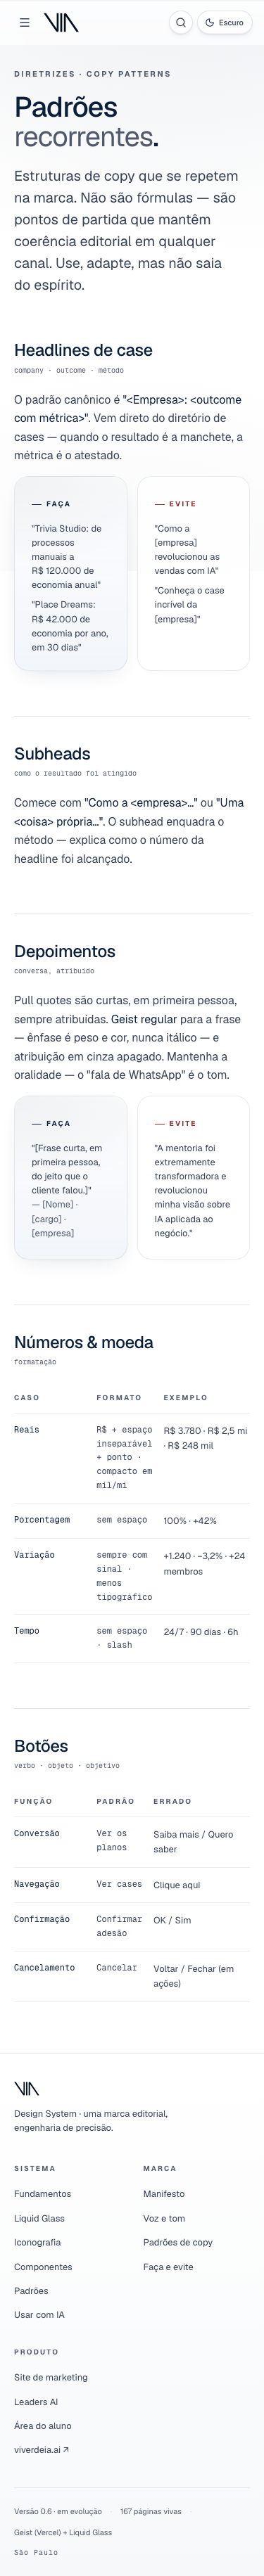 VIA
Escuro
DIRETRIZES · COPY PATTERNS
Padrões
recorrentes.
Estruturas de copy que se repetem
na marca. Não são fórmulas — são
pontos de partida que mantêm
coerência editorial em qualquer
canal. Use, adapte, mas não saia
do espírito.
Headlines de case
company · outcome · método
O padrão canônico é "<Empresa>: <outcome
com métrica>". Vem direto do diretório de
cases — quando o resultado é a manchete, a
métrica é o atestado.
— FAÇA
"Trivia Studio: de
processos
manuais a
R$ 120.000 de
economia anual"
"Place Dreams:
R$ 42.000 de
economia por ano,
em 30 dias"
— EVITE
"Como a
[empresa]
revolucionou as
vendas com IA"
"Conheça o case
incrível da
[empresa]"
Subheads
como o resultado foi atingido
Comece com "Como a <empresa>…" ou "Uma
<coisa> própria…". O subhead enquadra o
método — explica como o número da
headline foi alcançado.
Depoimentos
conversa, atribuído
Pull quotes são curtas, em primeira pessoa,
sempre atribuídas. Geist regular para a frase
— ênfase é peso e cor, nunca itálico — e
atribuição em cinza apagado. Mantenha a
oralidade — o "fala de WhatsApp" é o tom.
— FAÇA
"[Frase curta, em
primeira pessoa,
do jeito que o
cliente falou.]"
— [Nome] ·
[cargo] ·
[empresa]
— EVITE
"A mentoria foi
extremamente
transformadora e
revolucionou
minha visão sobre
IA aplicada ao
negócio."
Números & moeda
formatação
CASO FORMATO EXEMPLO
Reais R$ + espaço inseparável + ponto · compacto em mil/mi R$ 3.780 · R$ 2,5 mi · R$ 248 mil
Porcentagem sem espaço 100% · +42%
Variação sempre com sinal · menos tipográfico +1.240 · −3,2% · +24 membros
Tempo sem espaço · slash 24/7 · 90 dias · 6h
Botões
verbo · objeto · objetivo
FUNÇÃO PADRÃO ERRADO
Conversão Ver os planos Saiba mais / Quero saber
Navegação Ver cases Clique aqui
Confirmação Confirmar adesão OK / Sim
Cancelamento Cancelar Voltar / Fechar (em ações)
VIA
Design System · uma marca editorial,
engenharia de precisão.
SISTEMA
Fundamentos
Liquid Glass
Iconografia
Componentes
Padrões
Usar com IA
MARCA
Manifesto
Voz e tom
Padrões de copy
Faça e evite
PRODUTO
Site de marketing
Leaders AI
Área do aluno
viverdeia.ai ↗
Versão 0.6 · em evolução 167 páginas vivas
Geist (Vercel) + Liquid Glass
São Paulo